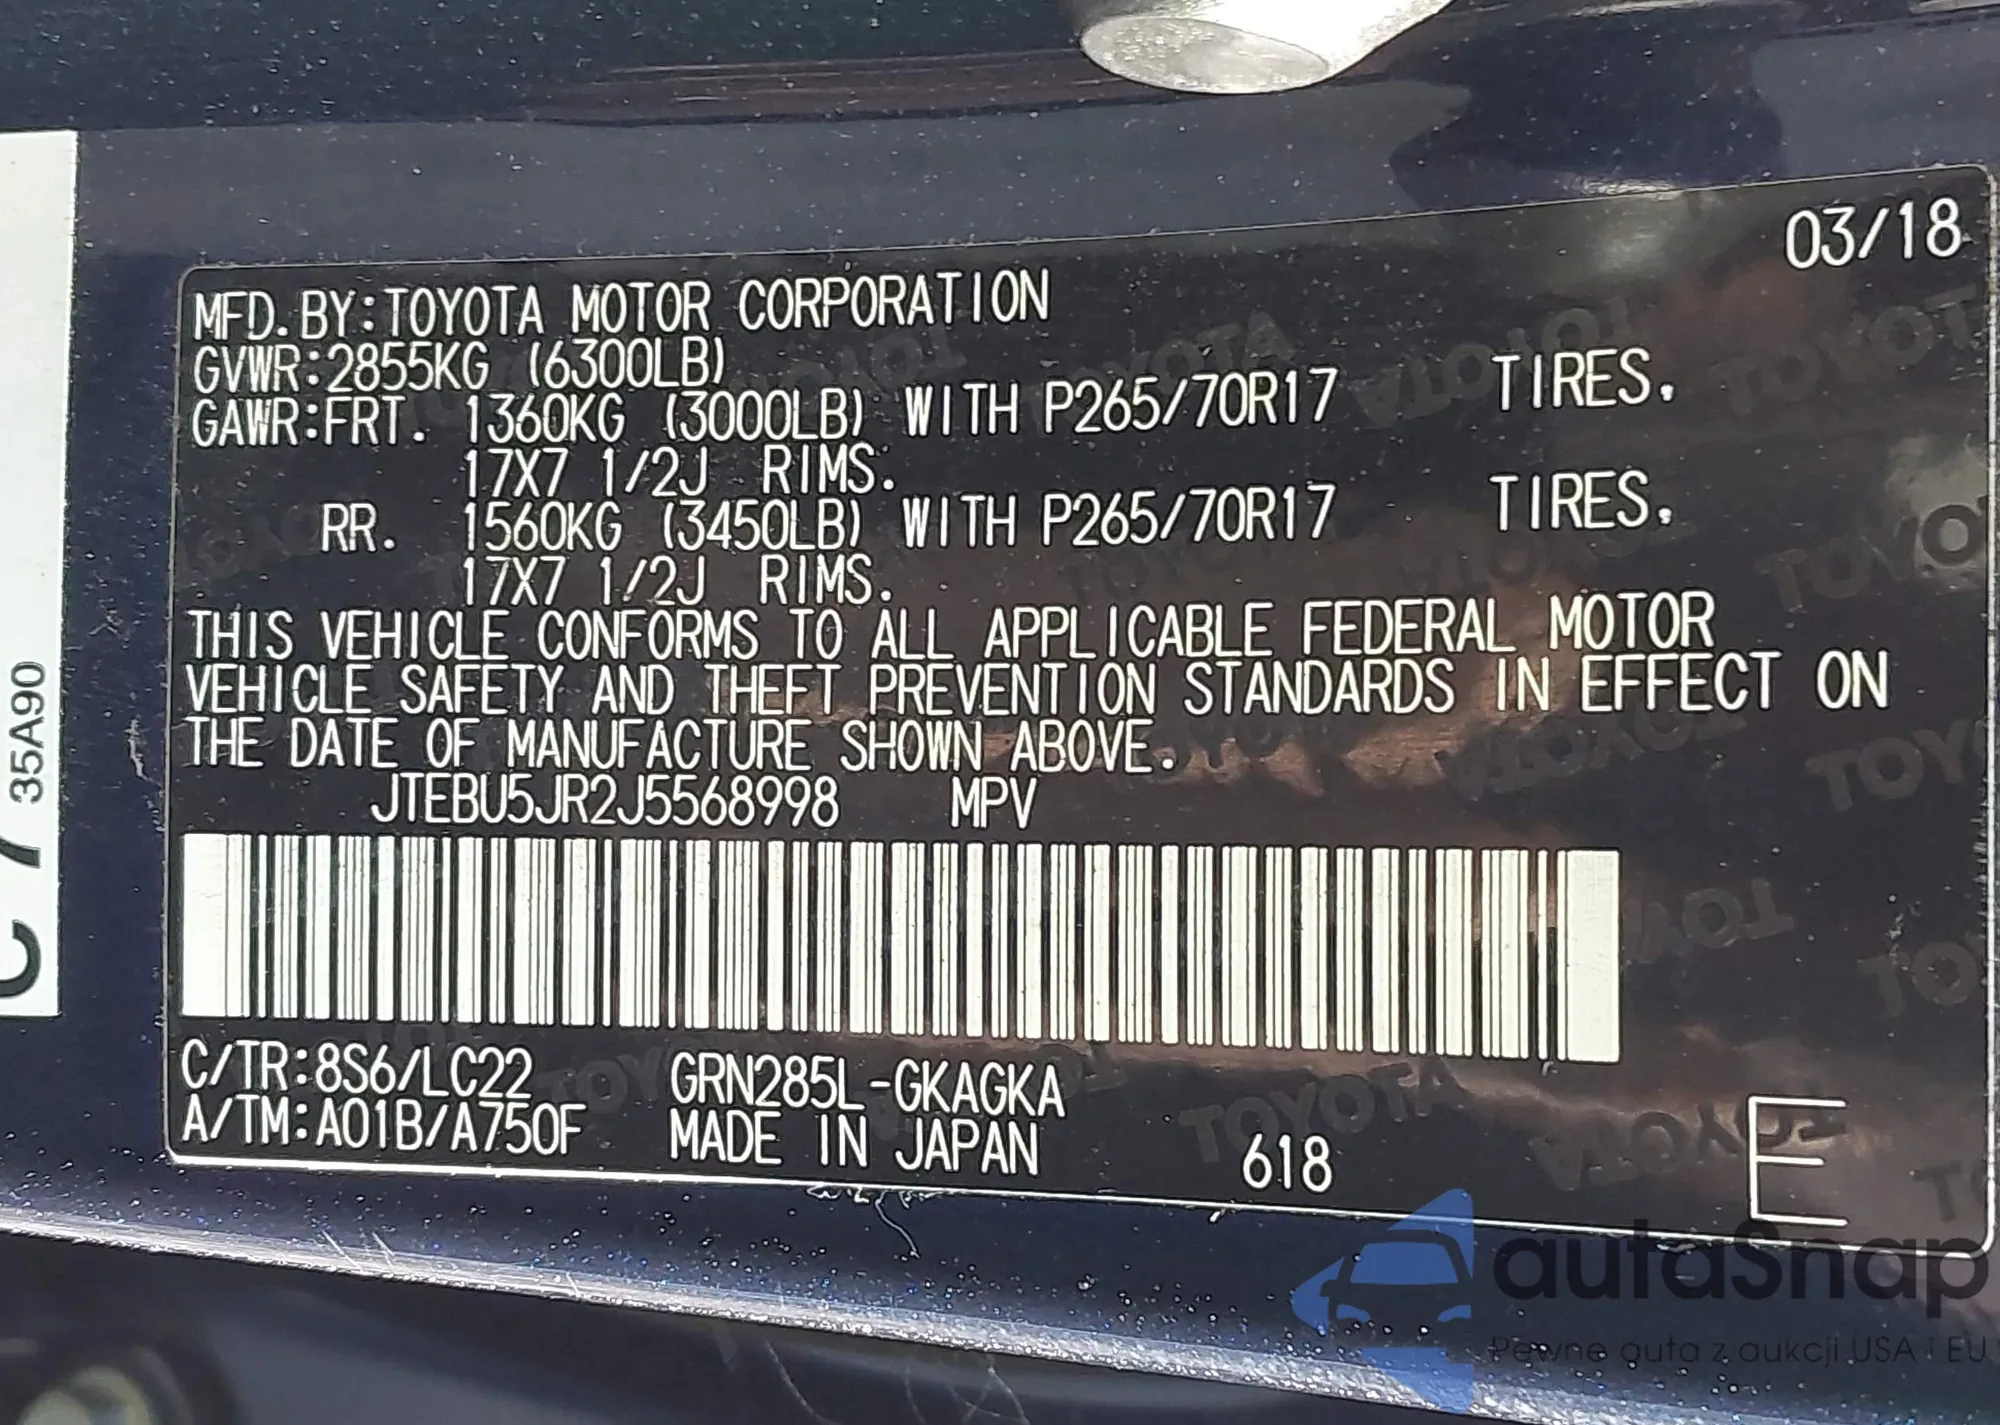 03/18
MFD.BY:TOYOTA MOTOR CORPORATION
GVWR:2855KG (6300LB)
GAWR:FRT. 1360KG (3000LB) WITH P265/70R17 TIRES.
17X7 1/2J RIMS.
RR. 1560KG (3450LB) WITH P265/70R17 TIRES.
17X7 1/2J RIMS.
THIS VEHICLE CONFORMS TO ALL APPLICABLE FEDERAL MOTOR
VEHICLE SAFETY AND THEFT PREVENTION STANDARDS IN EFFECT ON
THE DATE OF MANUFACTURE SHOWN ABOVE.
JTEBU5JR2J5568998 MPV
C/TR:8S6/LC22 GRN285L-GKAGKA
A/TM:A01B/A750F MADE IN JAPAN 618 E
35A90
autaSnap
Pewne auta z aukcji USA i EU